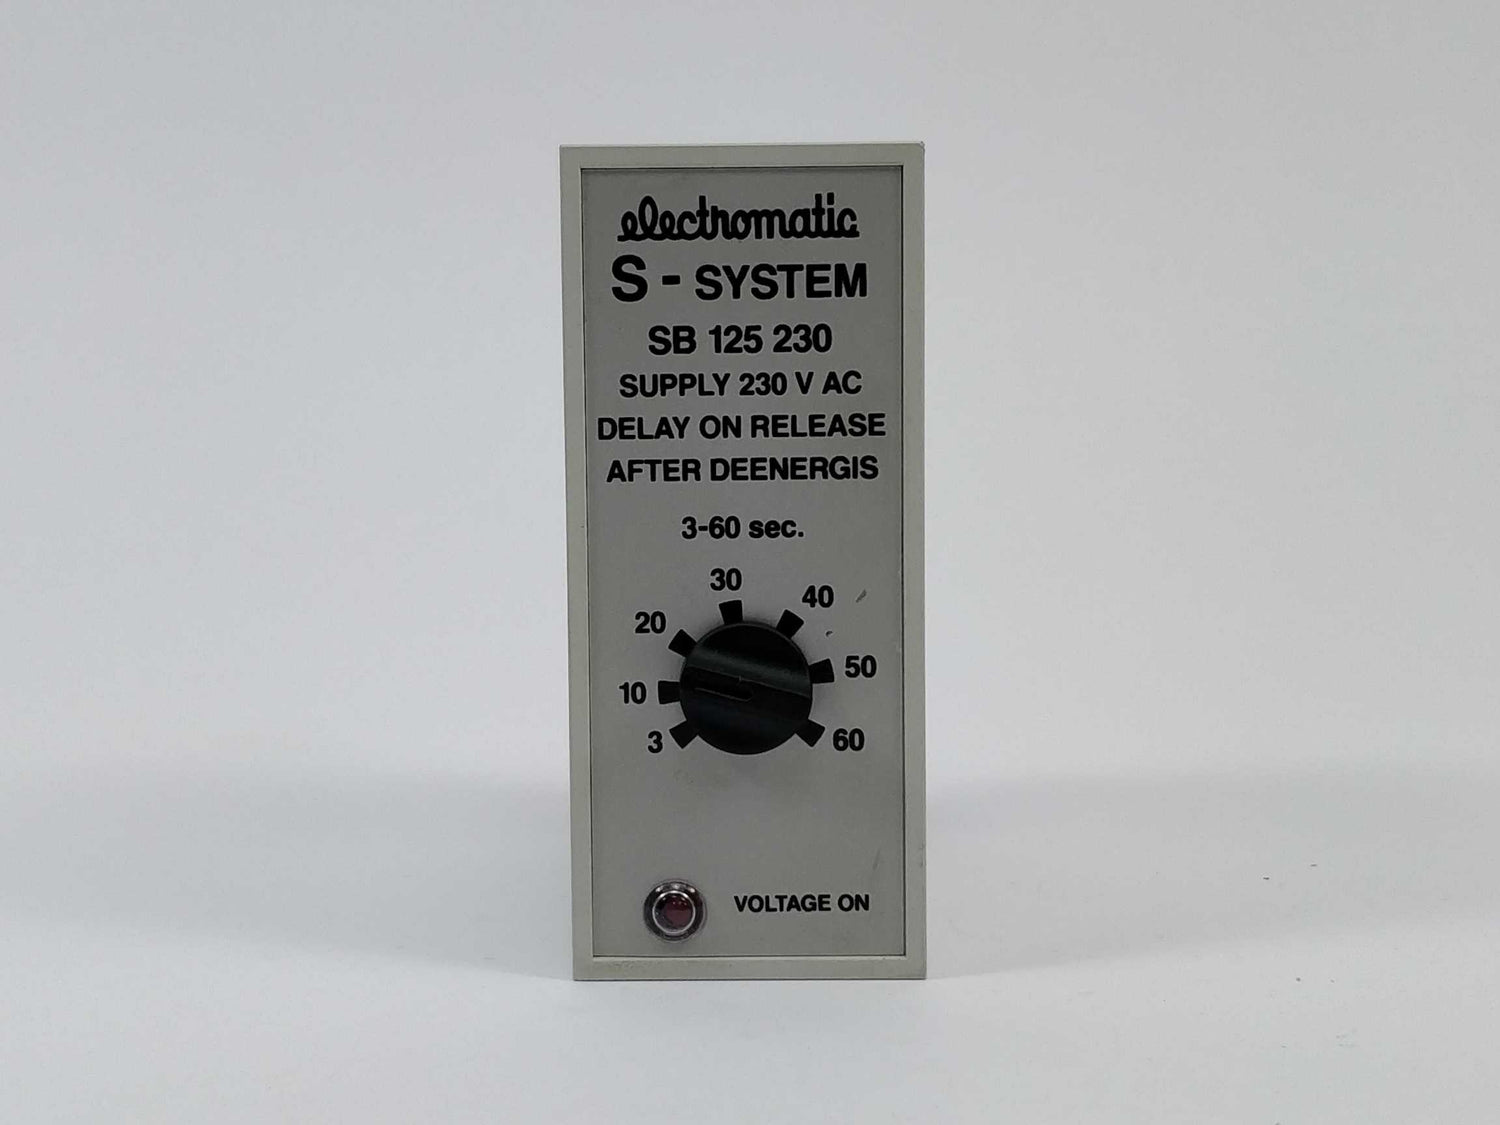 electromatic
S - SYSTEM
SB 125 230
SUPPLY 230 V AC
DELAY ON RELEASE
AFTER DEENERGIS
3-60 sec.
30
40
20
50
10
3
60
VOLTAGE ON